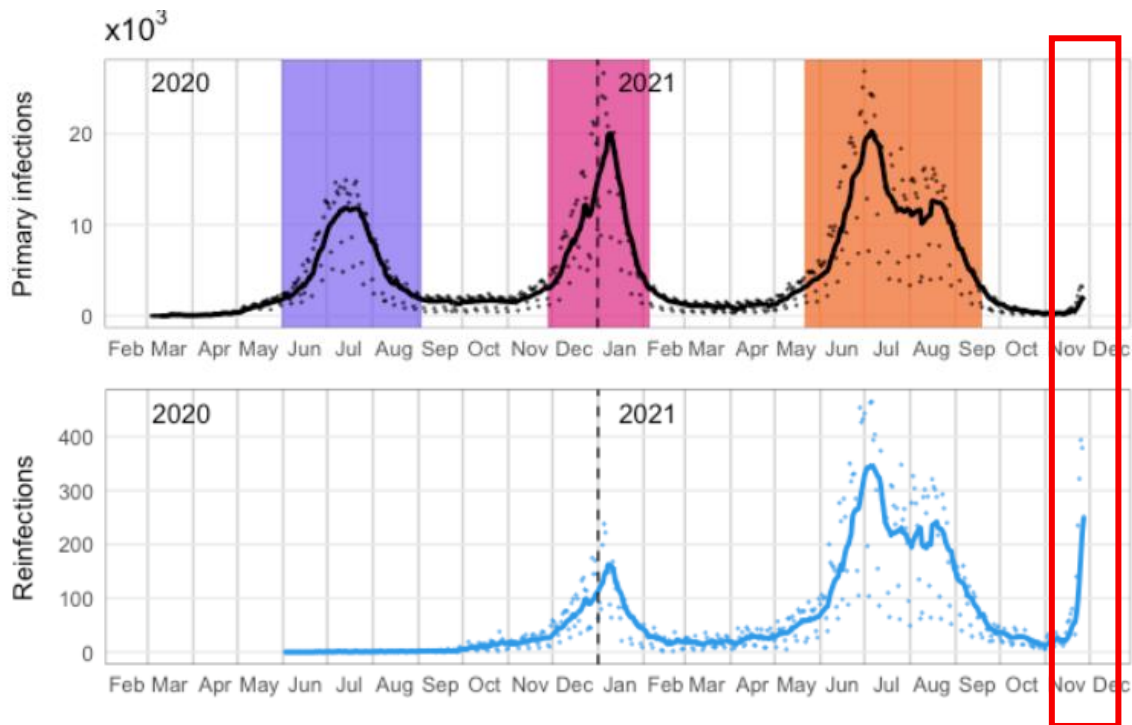 x10³
2020 2021
Primary infections
20
10
0
Feb Mar Apr May Jun Jul Aug Sep Oct Nov Dec Jan Feb Mar Apr May Jun Jul Aug Sep Oct Nov Dec
2020 2021
Reinfections
400
300
200
100
0
Feb Mar Apr May Jun Jul Aug Sep Oct Nov Dec Jan Feb Mar Apr May Jun Jul Aug Sep Oct Nov Dec